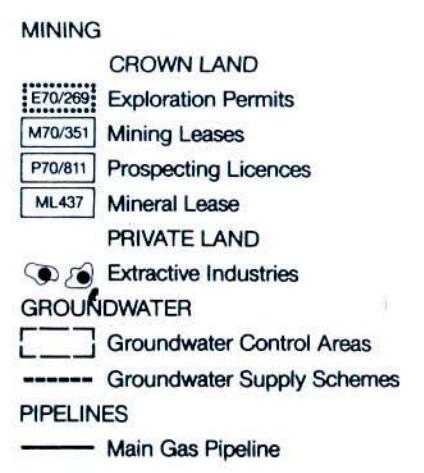 MINING
CROWN LAND
E70/269 Exploration Permits
M70/351 Mining Leases
P70/811 Prospecting Licences
ML437 Mineral Lease
PRIVATE LAND
Extractive Industries
GROUNDWATER
Groundwater Control Areas
Groundwater Supply Schemes
PIPELINES
Main Gas Pipeline